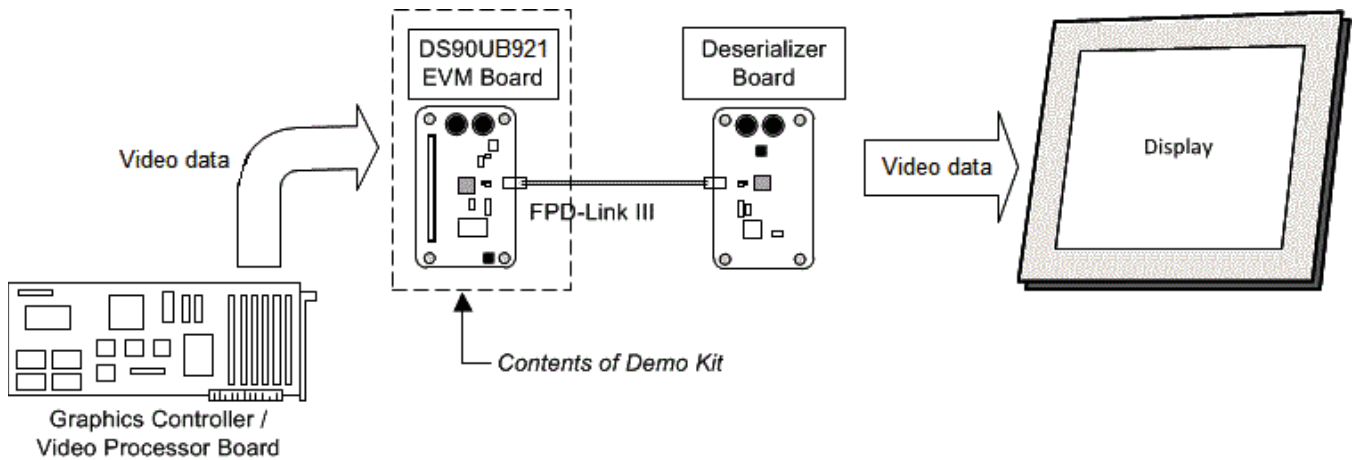 DS90UB921
EVM Board
Deserializer
Board
Video data
FPD-Link III
Video data
Display
Contents of Demo Kit
Graphics Controller /
Video Processor Board